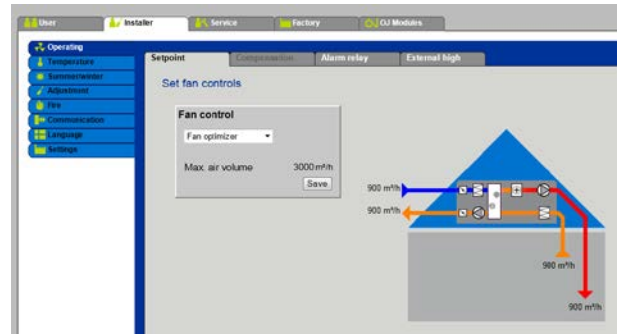 User Installer Service Factory OJ Modules
Operating
Temperature
Summer/winter
Adjustment
Fire
Communication
Language
Settings
Setpoint Compensation Alarm relay External high
Set fan controls
Fan control
Fan optimizer
Max. air volume 3000 m³/h
Save
900 m³/h
900 m³/h
900 m³/h
900 m³/h